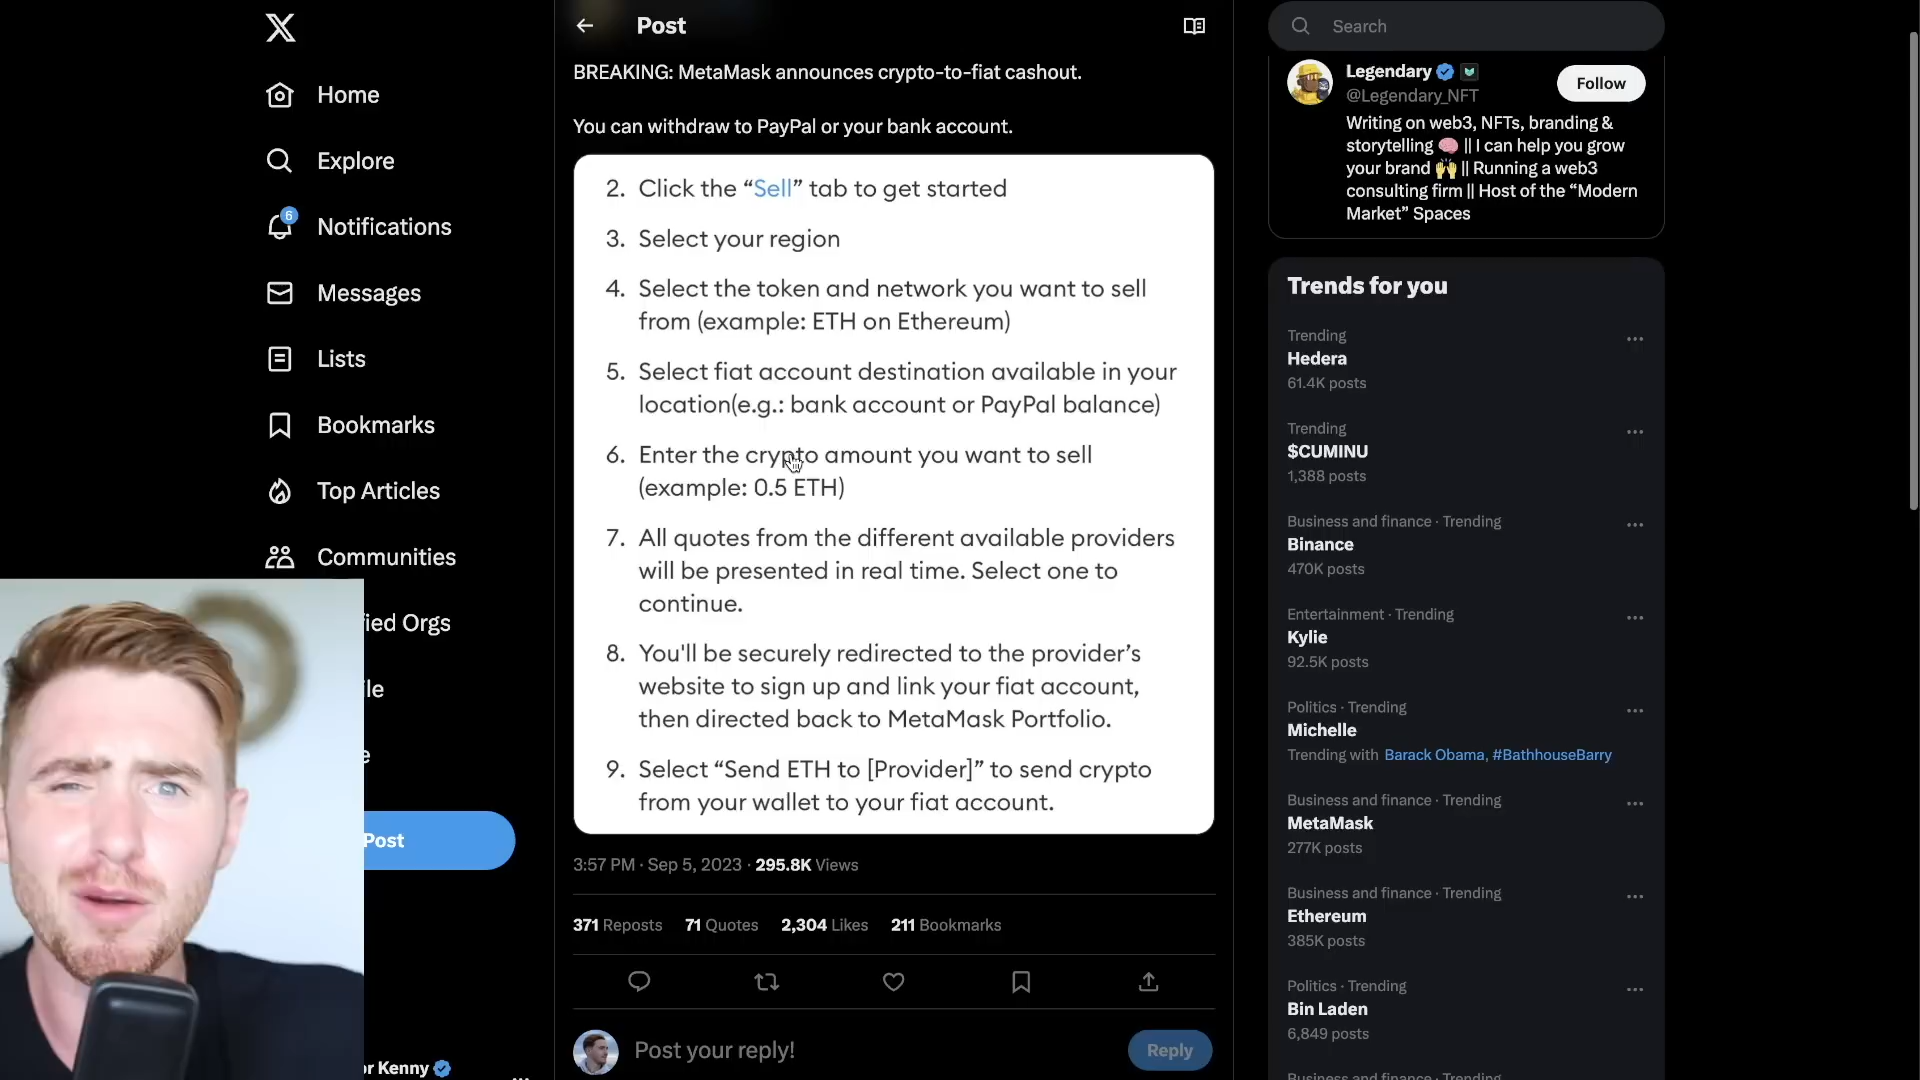 Home
Explore
6
Notifications
Messages
Lists
Bookmarks
Top Articles
Communities
fied Orgs
Post
or Kenny
Post
BREAKING: MetaMask announces crypto-to-fiat cashout.
You can withdraw to PayPal or your bank account.
2. Click the “Sell” tab to get started
3. Select your region
4. Select the token and network you want to sell
from (example: ETH on Ethereum)
5. Select fiat account destination available in your
location(e.g.: bank account or PayPal balance)
6. Enter the crypto amount you want to sell
(example: 0.5 ETH)
7. All quotes from the different available providers
will be presented in real time. Select one to
continue.
8. You'll be securely redirected to the provider’s
website to sign up and link your fiat account,
then directed back to MetaMask Portfolio.
9. Select “Send ETH to [Provider]” to send crypto
from your wallet to your fiat account.
3:57 PM · Sep 5, 2023 · 295.8K Views
371 Reposts 71 Quotes 2,304 Likes 211 Bookmarks
Post your reply!
Reply
Search
Legendary
@Legendary_NFT
Follow
Writing on web3, NFTs, branding &
storytelling 🧠 || I can help you grow
your brand 🙌 || Running a web3
consulting firm || Host of the “Modern
Market” Spaces
Trends for you
Trending
Hedera
61.4K posts
Trending
$CUMINU
1,388 posts
Business and finance · Trending
Binance
470K posts
Entertainment · Trending
Kylie
92.5K posts
Politics · Trending
Michelle
Trending with Barack Obama, #BathhouseBarry
Business and finance · Trending
MetaMask
277K posts
Business and finance · Trending
Ethereum
385K posts
Politics · Trending
Bin Laden
6,849 posts
Business and finance · Trending